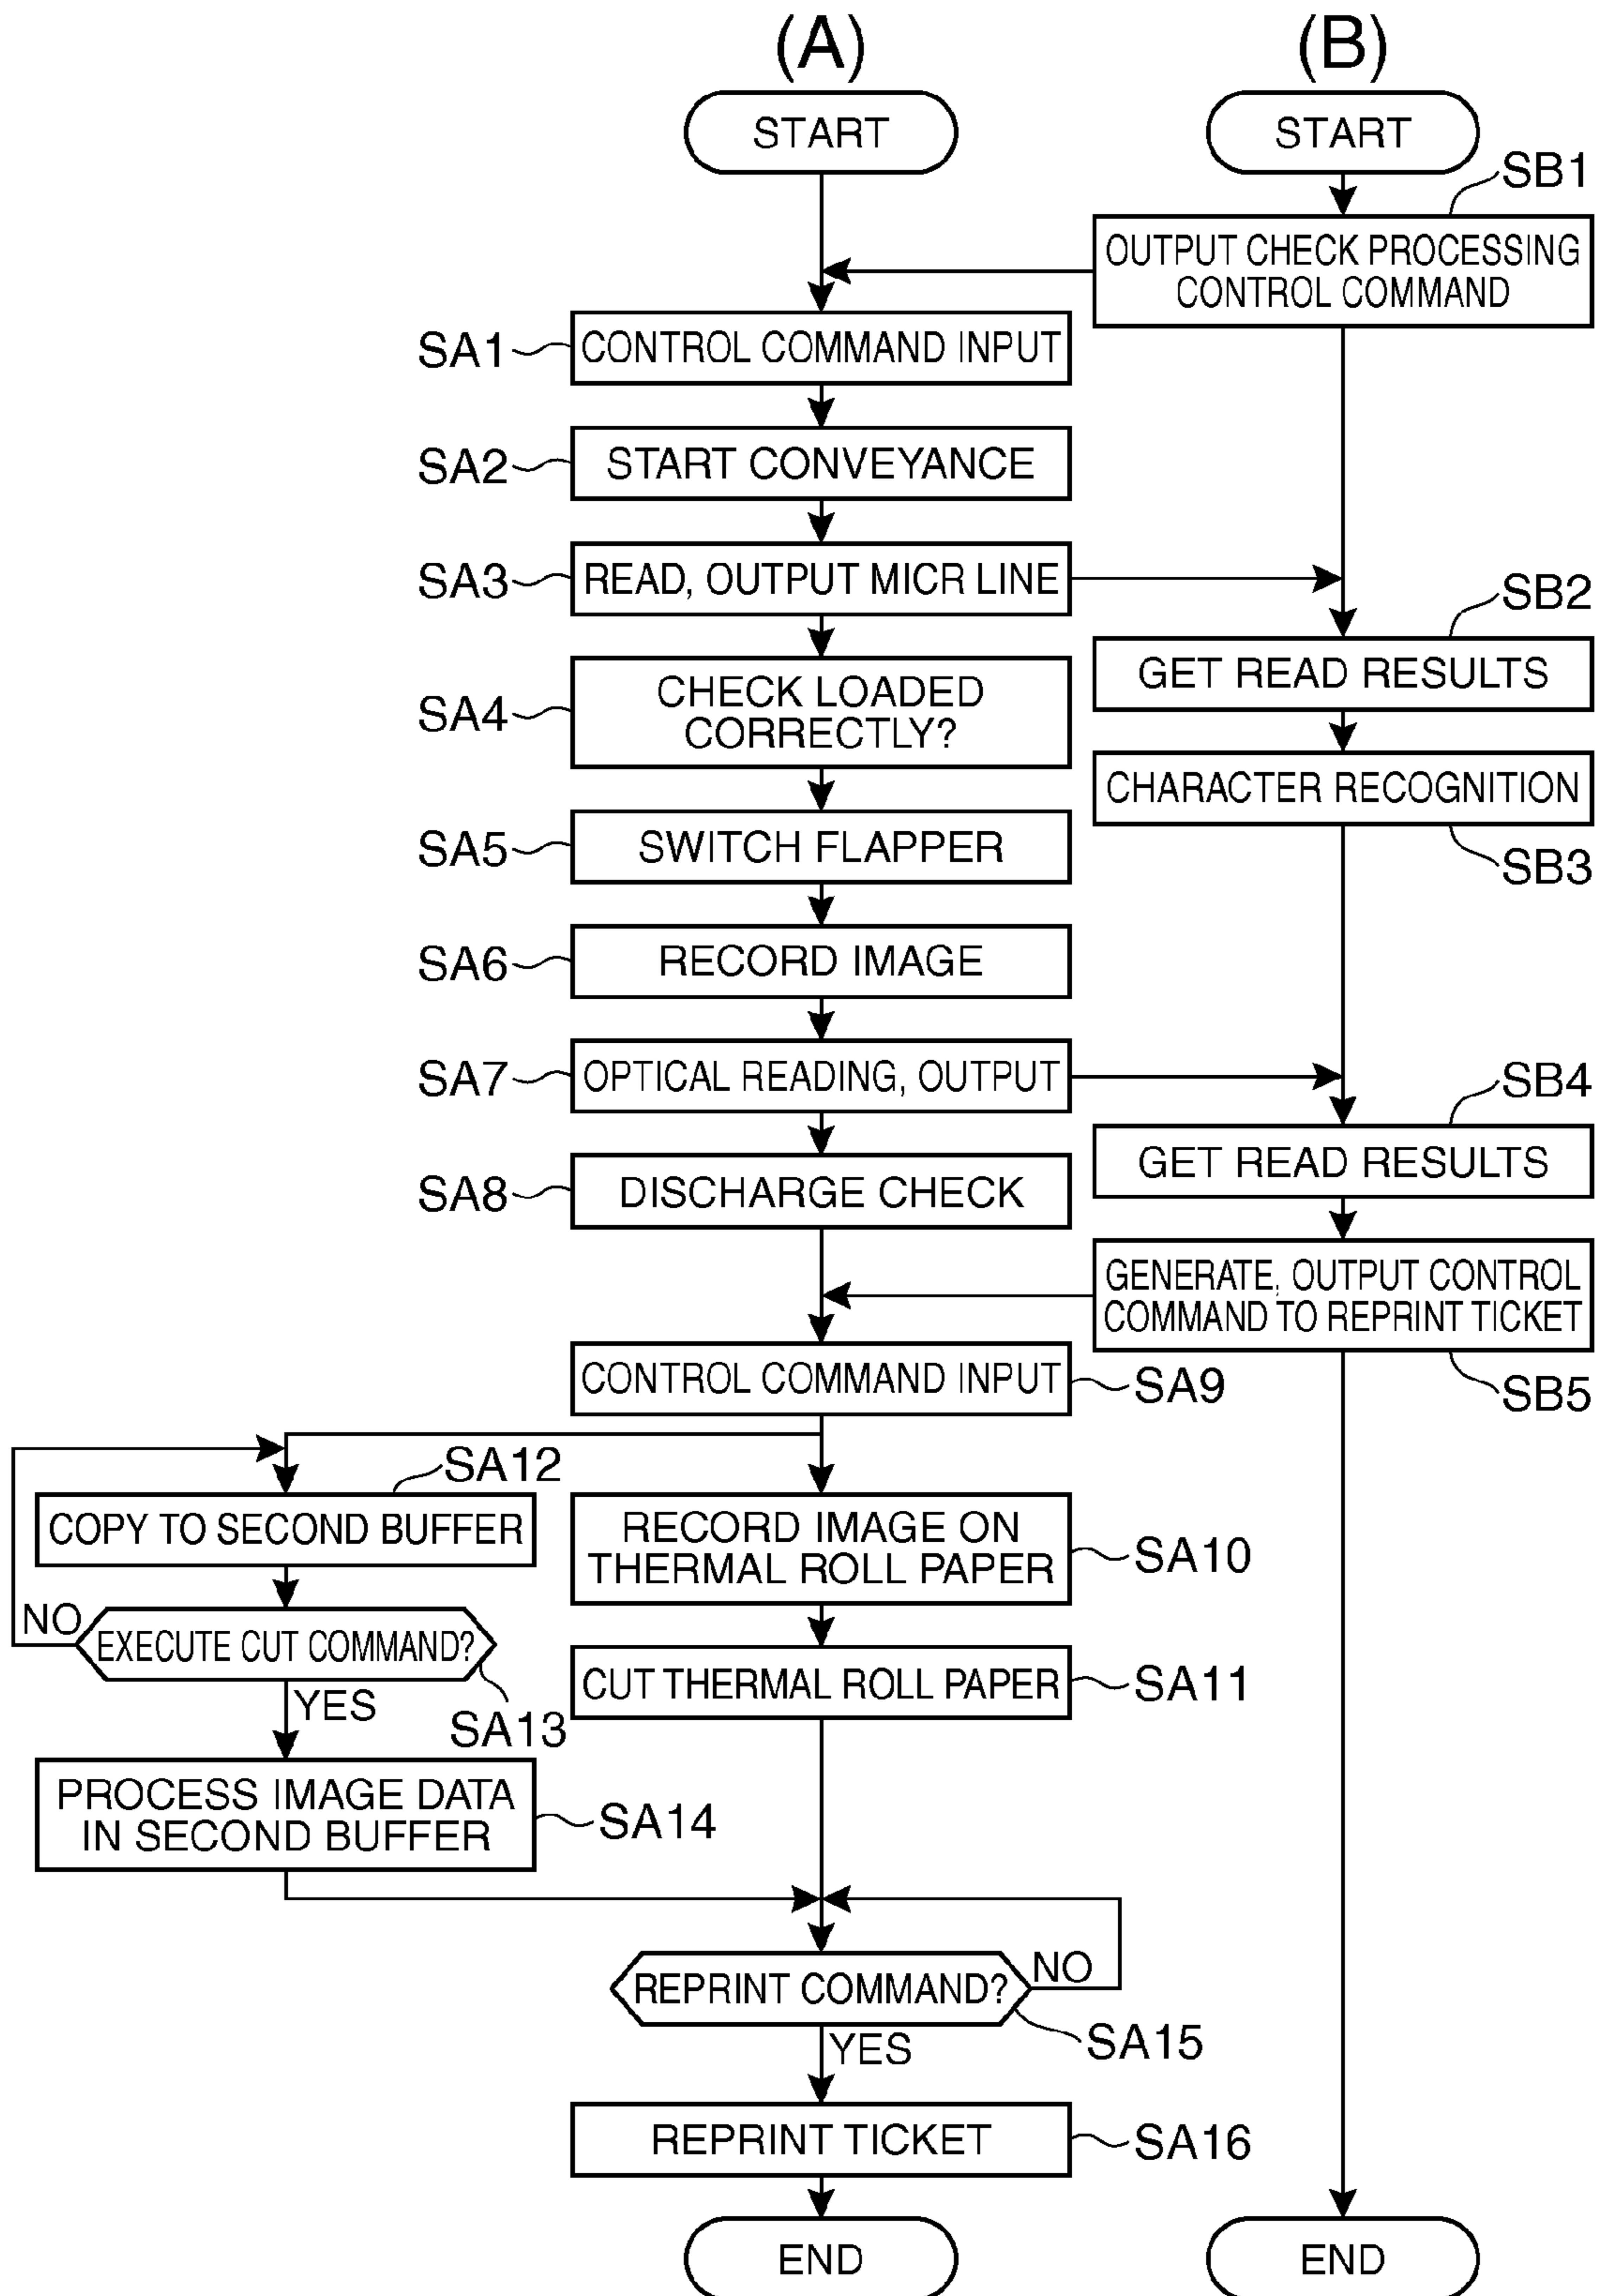 (A)
(B)
START
START
SB1
OUTPUT CHECK PROCESSING
CONTROL COMMAND
SA1
CONTROL COMMAND INPUT
SA2
START CONVEYANCE
SA3
READ, OUTPUT MICR LINE
SB2
GET READ RESULTS
SA4
CHECK LOADED
CORRECTLY?
CHARACTER RECOGNITION
SB3
SA5
SWITCH FLAPPER
SA6
RECORD IMAGE
SA7
OPTICAL READING, OUTPUT
SB4
GET READ RESULTS
SA8
DISCHARGE CHECK
GENERATE, OUTPUT CONTROL
COMMAND TO REPRINT TICKET
SB5
CONTROL COMMAND INPUT
SA9
SA12
COPY TO SECOND BUFFER
RECORD IMAGE ON
THERMAL ROLL PAPER
SA10
NO
EXECUTE CUT COMMAND?
YES
SA13
CUT THERMAL ROLL PAPER
SA11
PROCESS IMAGE DATA
IN SECOND BUFFER
SA14
REPRINT COMMAND?
NO
YES
SA15
REPRINT TICKET
SA16
END
END